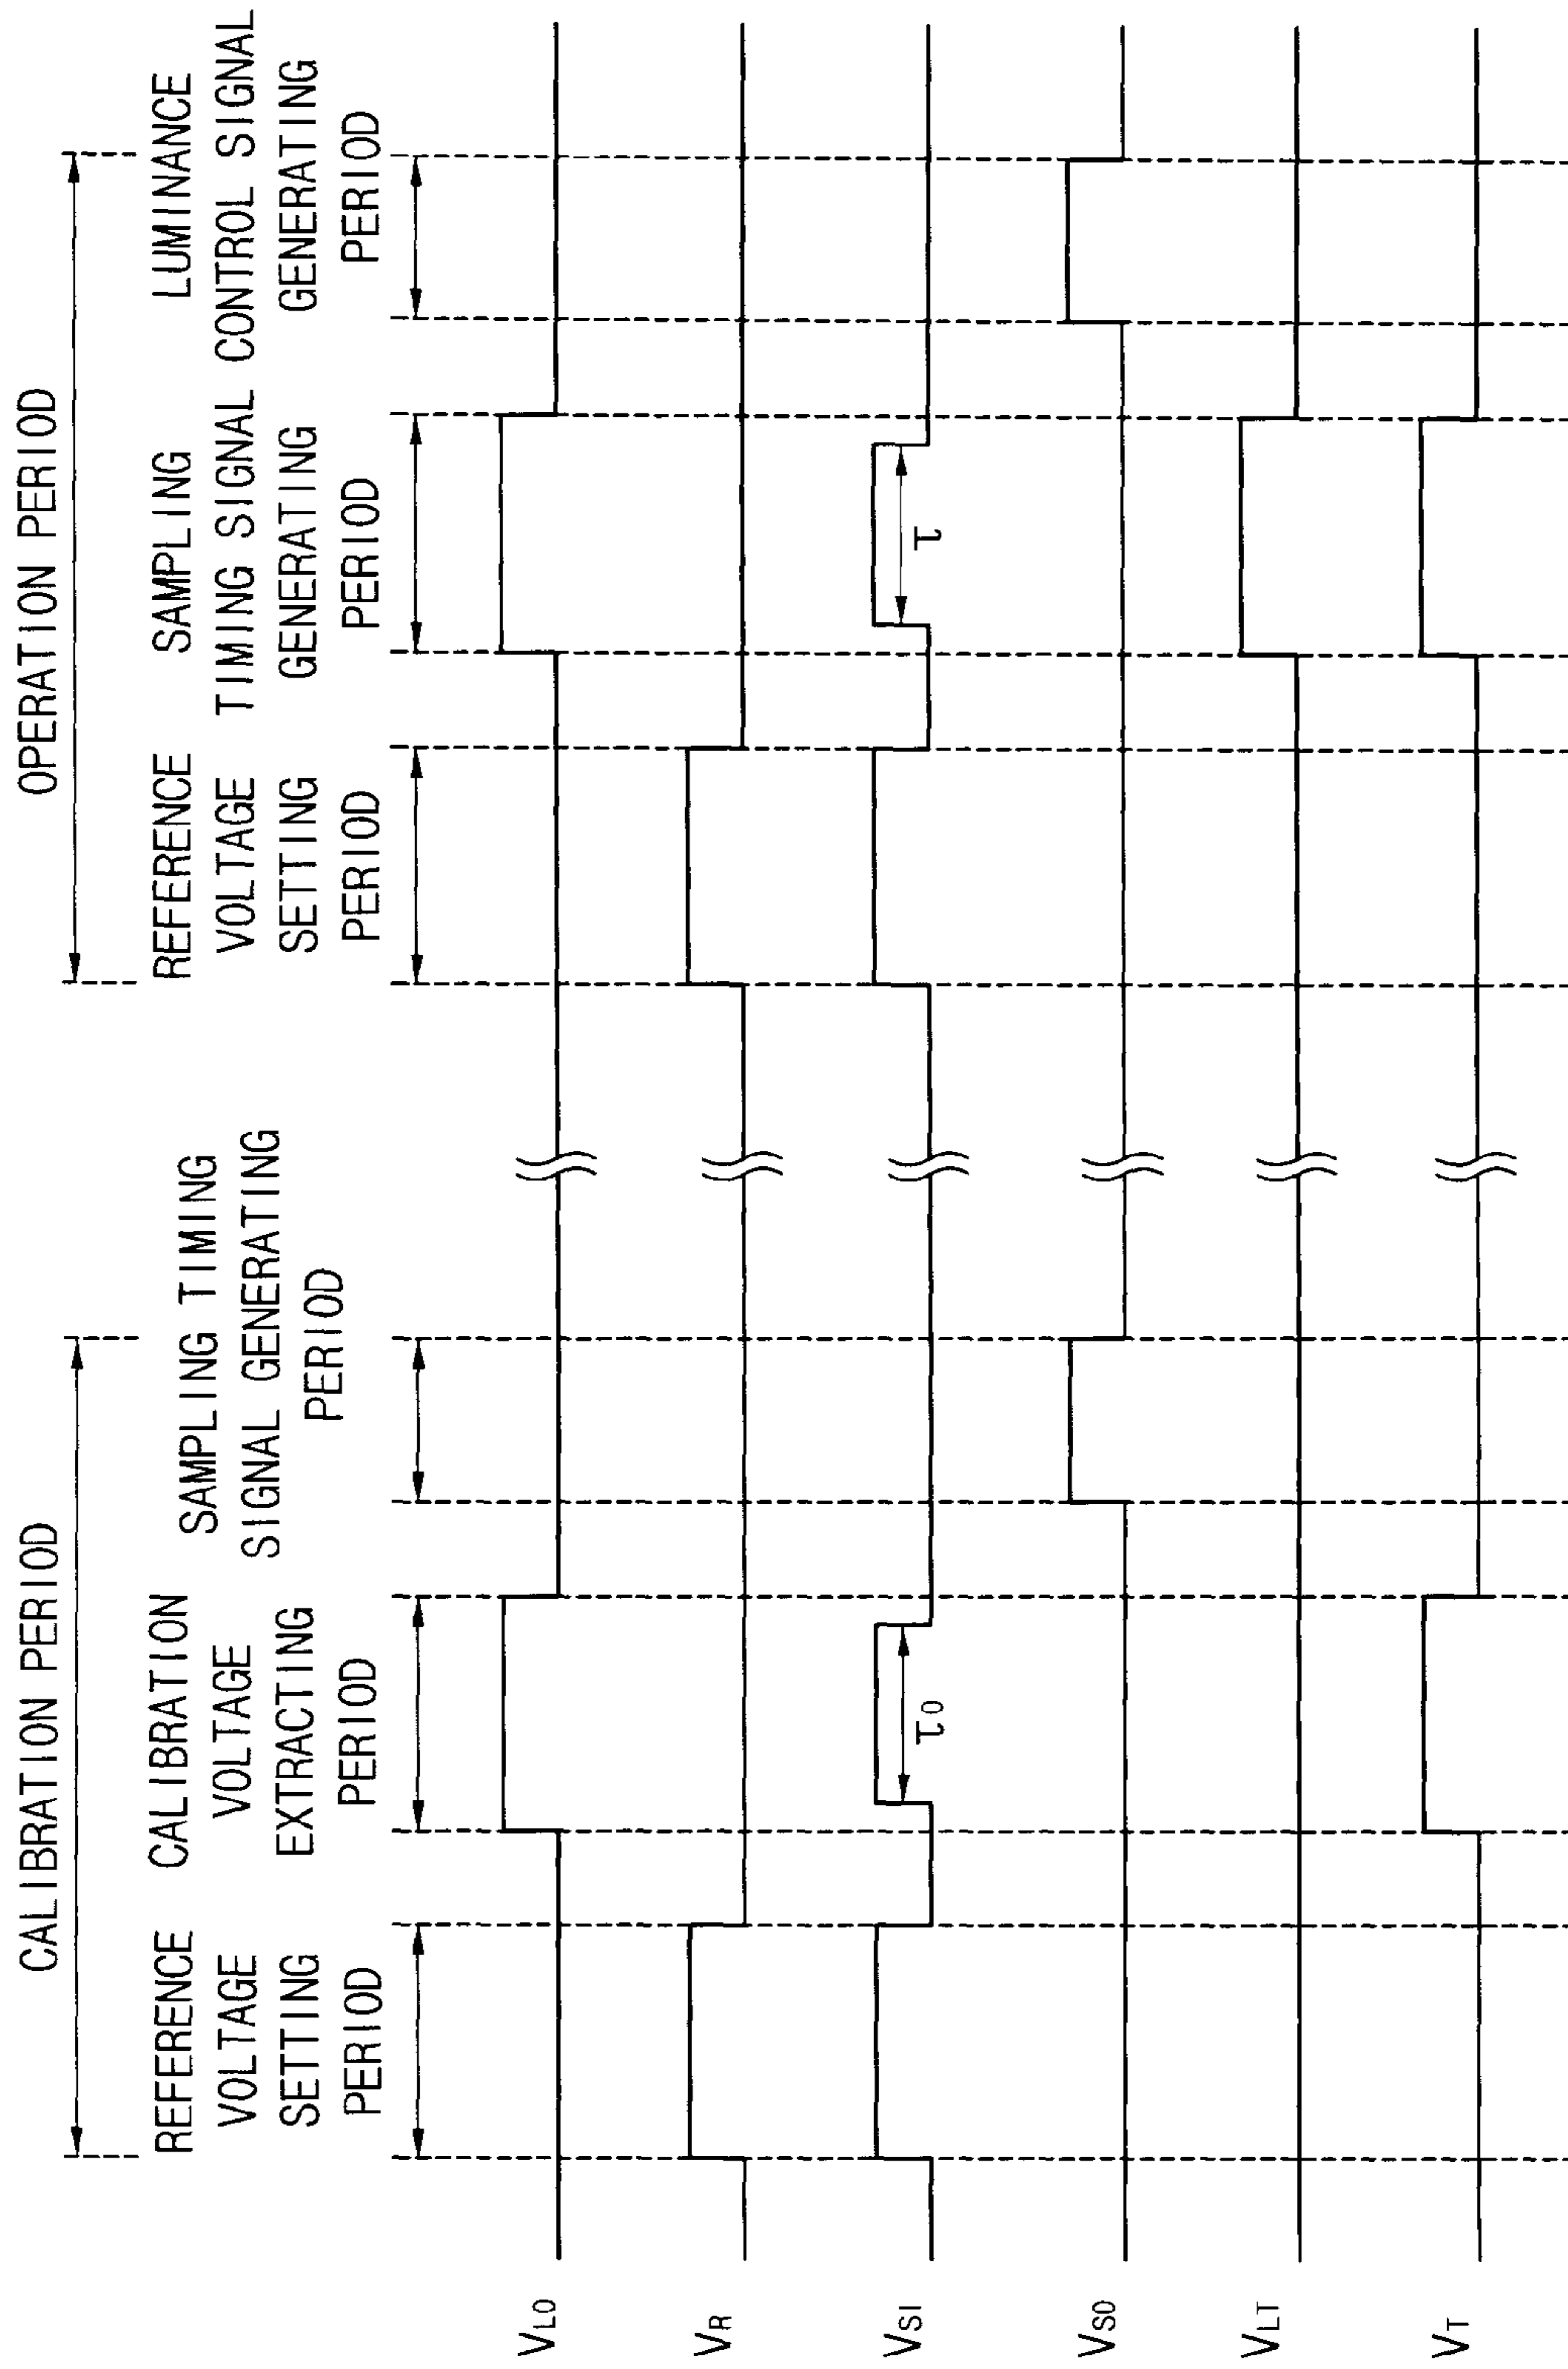 CALIBRATION PERIOD
OPERATION PERIOD
REFERENCE
VOLTAGE
SETTING
PERIOD
CALIBRATION
VOLTAGE
EXTRACTING
PERIOD
SAMPLING TIMING
SIGNAL GENERATING
PERIOD
REFERENCE
VOLTAGE
SETTING
PERIOD
SAMPLING
TIMING SIGNAL
GENERATING
PERIOD
LUMINANCE
CONTROL SIGNAL
GENERATING
PERIOD
VLO
VR
VSI
τ0
τ
VSO
VLT
VT